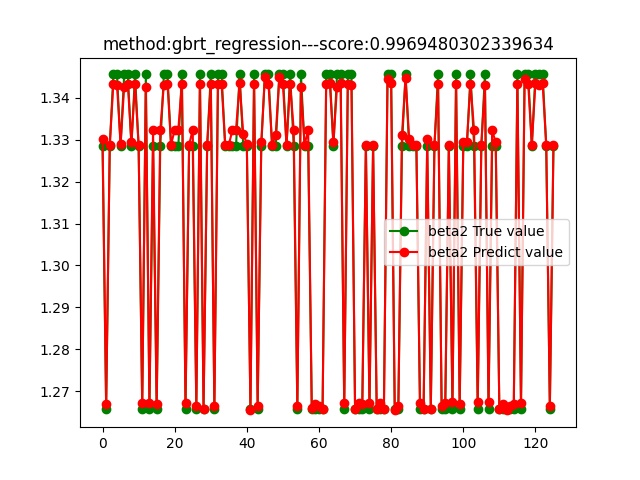 method:gbrt_regression---score:0.9969480302339634
1.34
1.33
1.32
1.31
1.30
1.29
1.28
1.27
beta2 True value
beta2 Predict value
0 20 40 60 80 100 120